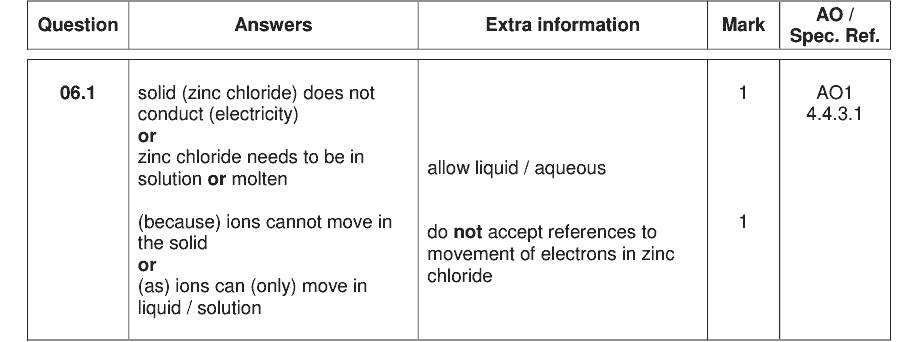 Question Answers Extra information Mark AO /
Spec. Ref.
06.1 solid (zinc chloride) does not 1 AO1
conduct (electricity) 4.4.3.1
or
zinc chloride needs to be in
solution or molten allow liquid / aqueous
(because) ions cannot move in 1
the solid do not accept references to
or movement of electrons in zinc
(as) ions can (only) move in chloride
liquid / solution